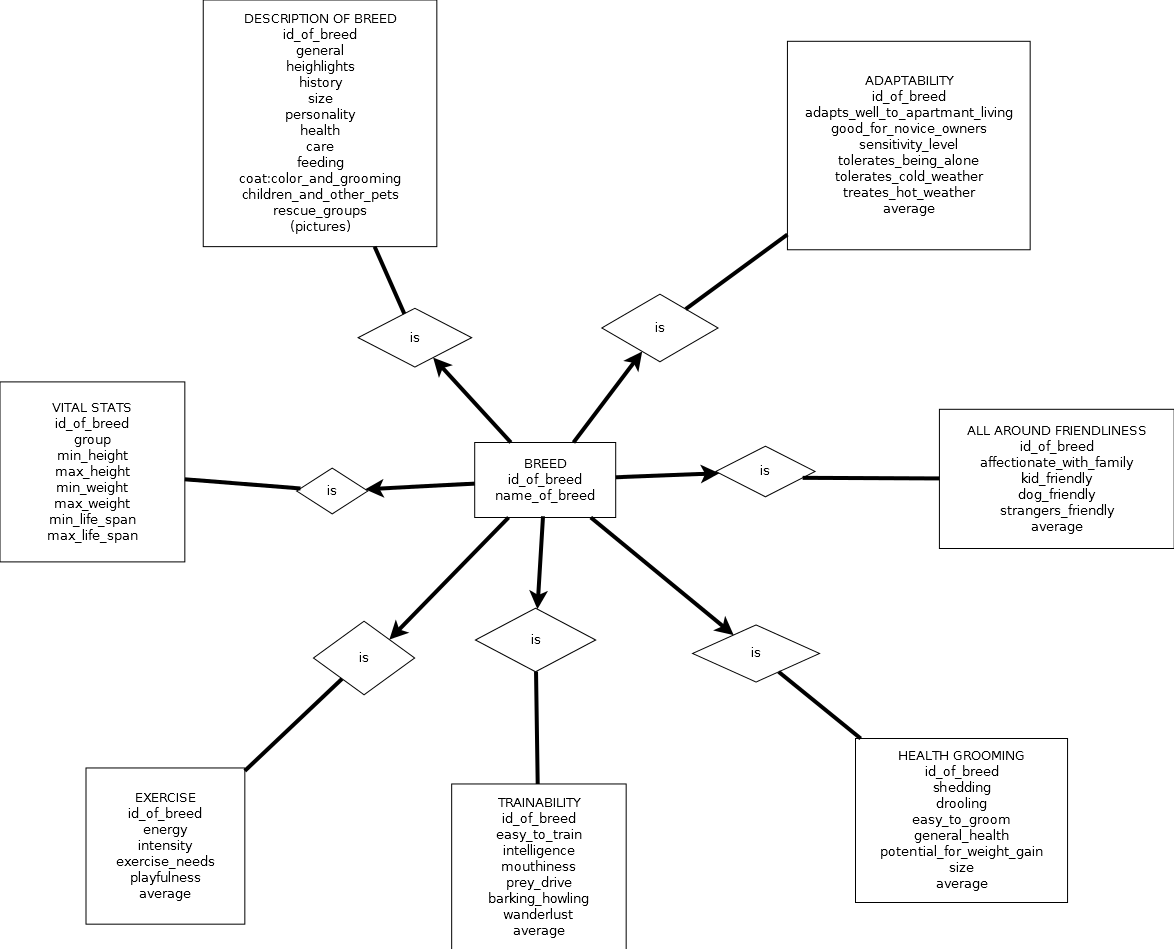 DESCRIPTION OF BREED
id_of_breed
general
heighlights
history
size
personality
health
care
feeding
coat:color_and_grooming
children_and_other_pets
rescue_groups
(pictures)
ADAPTABILITY
id_of_breed
adapts_well_to_apartmant_living
good_for_novice_owners
sensitivity_level
tolerates_being_alone
tolerates_cold_weather
treates_hot_weather
average
is
is
VITAL STATS
id_of_breed
group
min_height
max_height
min_weight
max_weight
min_life_span
max_life_span
is
BREED
id_of_breed
name_of_breed
is
ALL AROUND FRIENDLINESS
id_of_breed
affectionate_with_family
kid_friendly
dog_friendly
strangers_friendly
average
is
is
is
EXERCISE
id_of_breed
energy
intensity
exercise_needs
playfulness
average
TRAINABILITY
id_of_breed
easy_to_train
intelligence
mouthiness
prey_drive
barking_howling
wanderlust
average
HEALTH GROOMING
id_of_breed
shedding
drooling
easy_to_groom
general_health
potential_for_weight_gain
size
average